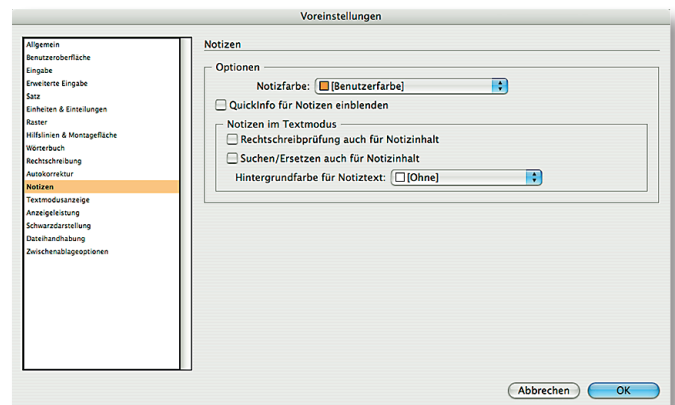 Voreinstellungen
Allgemein
Benutzeroberfläche
Eingabe
Erweiterte Eingabe
Satz
Einheiten & Einteilungen
Raster
Hilfslinien & Montagefläche
Wörterbuch
Rechtschreibung
Autokorrektur
Notizen
Textmodusanzeige
Anzeigeleistung
Schwarzdarstellung
Dateihandhabung
Zwischenablageoptionen
Notizen
Optionen
Notizfarbe: [Benutzerfarbe]
QuickInfo für Notizen einblenden
Notizen im Textmodus
Rechtschreibprüfung auch für Notizinhalt
Suchen/Ersetzen auch für Notizinhalt
Hintergrundfarbe für Notiztext: [Ohne]
Abbrechen OK